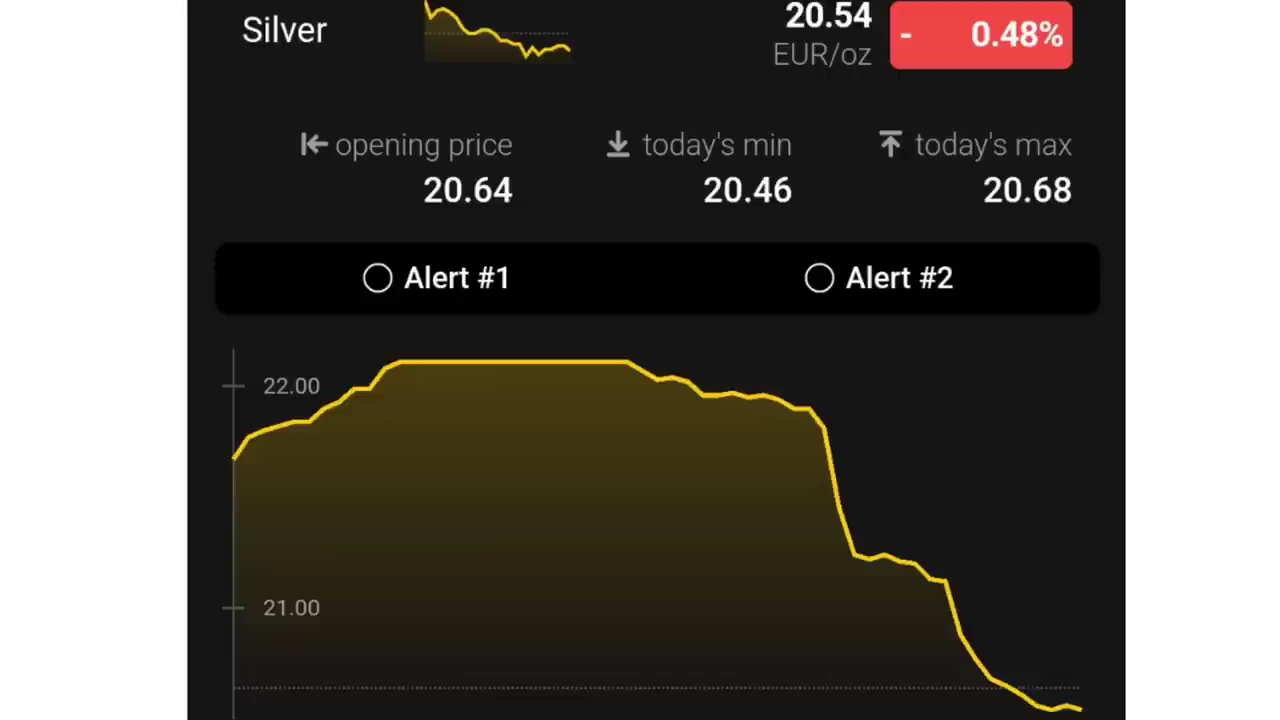 Silver
20.54
EUR/oz
- 0.48%
opening price
20.64
today's min
20.46
today's max
20.68
Alert #1
Alert #2
22.00
21.00